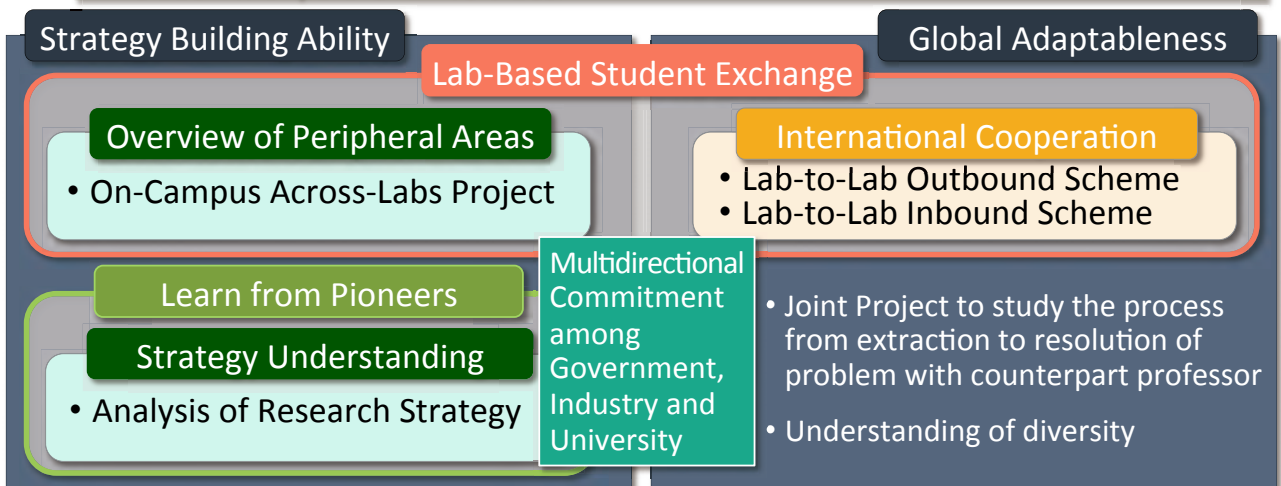 Strategy Building Ability
Global Adaptableness
Lab-Based Student Exchange
Overview of Peripheral Areas
• On-Campus Across-Labs Project
International Cooperation
• Lab-to-Lab Outbound Scheme
• Lab-to-Lab Inbound Scheme
Learn from Pioneers
Strategy Understanding
• Analysis of Research Strategy
Multidirectional
Commitment
among
Government,
Industry and
University
• Joint Project to study the process
from extraction to resolution of
problem with counterpart professor
• Understanding of diversity